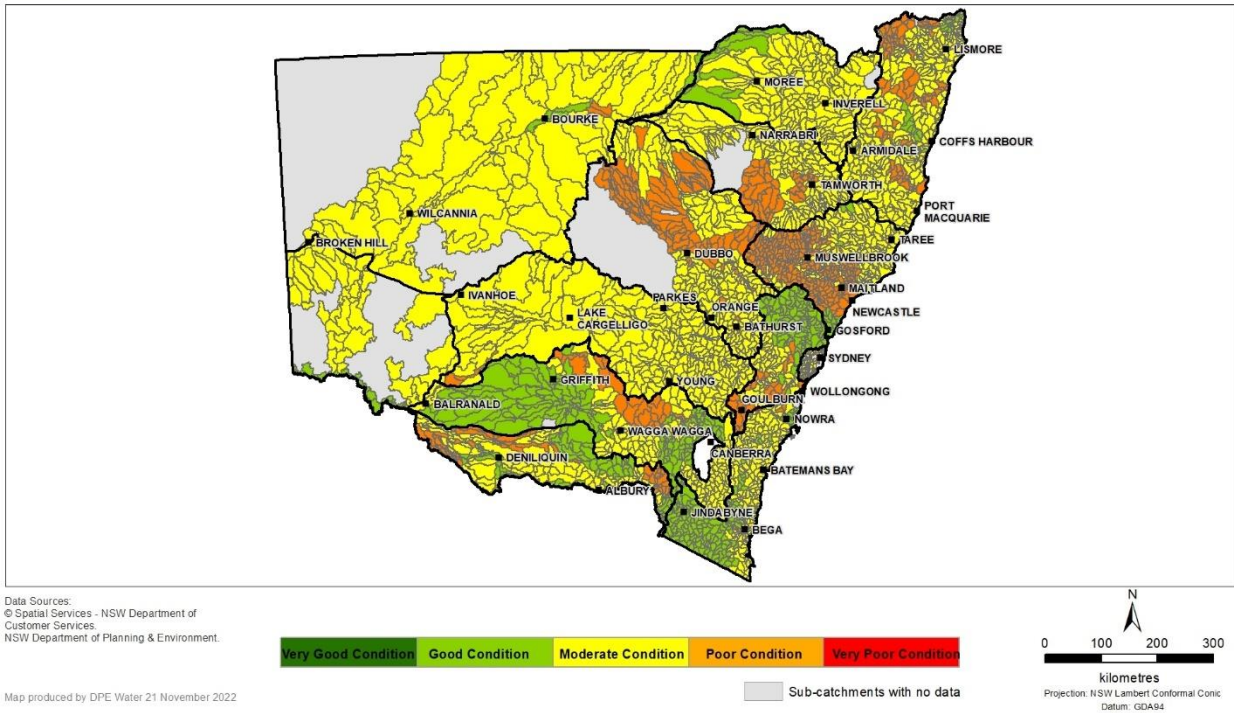 LISMORE
MOREE
INVERELL
BOURKE
NARRABRI
COFFS HARBOUR
ARMIDALE
TAMWORTH
PORT
MACQUARIE
WILCANNIA
TAREE
BROKEN HILL
DUBBO
MUSWELLBROOK
MAITLAND
IVANHOE
PARKES
NEWCASTLE
LAKE
CARGELLIGO
ORANGE
BATHURST
GOSFORD
SYDNEY
GRIFFITH
YOUNG
WOLLONGONG
BALRANALD
GOULBURN
NOWRA
WAGGA WAGGA
CANBERRA
DENILIQUIN
BATEMANS BAY
ALBURY
JINDABYNE
BEGA
Data Sources:
© Spatial Services - NSW Department of
Customer Services.
NSW Department of Planning & Environment.
Very Good Condition
Good Condition
Moderate Condition
Poor Condition
Very Poor Condition
Sub-catchments with no data
N
0 100 200 300
kilometres
Projection: NSW Lambert Conformal Conic
Datum: GDA94
Map produced by DPE Water 21 November 2022